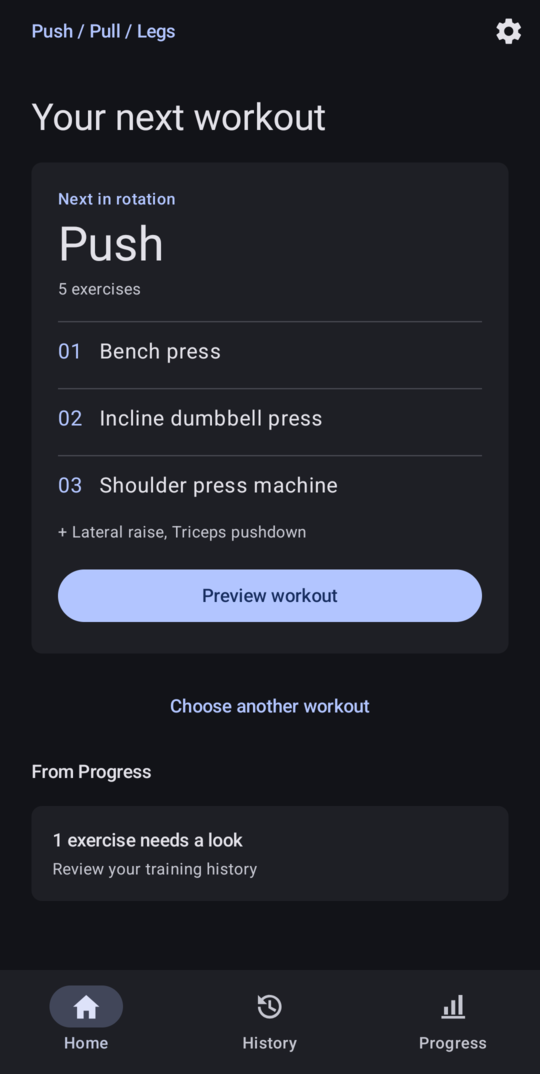 Push / Pull / Legs
Your next workout
Next in rotation
Push
5 exercises
01 Bench press
02 Incline dumbbell press
03 Shoulder press machine
+ Lateral raise, Triceps pushdown
Preview workout
Choose another workout
From Progress
1 exercise needs a look
Review your training history
Home History Progress